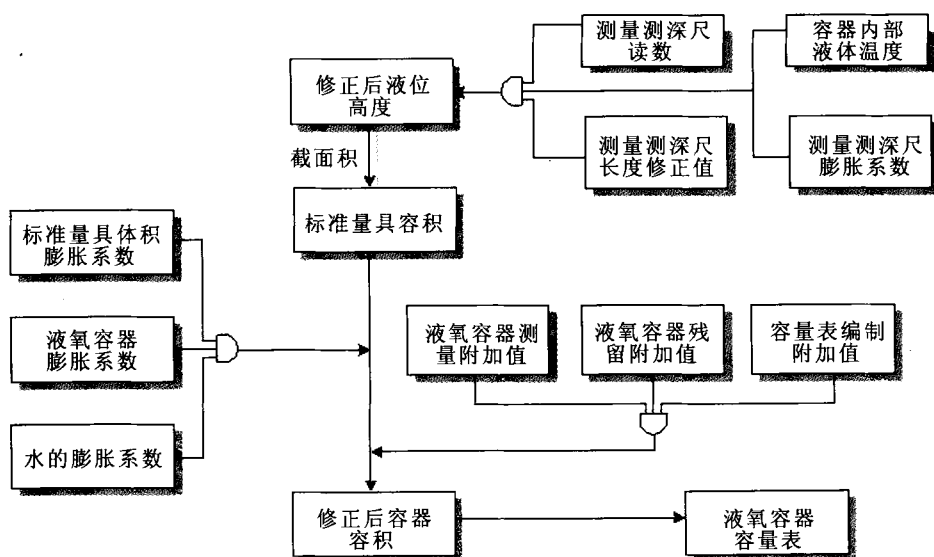 测量测深尺
读数
容器内部
液体温度
修正后液位
高度
测量测深尺
长度修正值
测量测深尺
膨胀系数
截面积
标准量具容积
标准量具体积
膨胀系数
液氧容器
膨胀系数
水的膨胀系数
液氧容器测
量附加值
液氧容器残
留附加值
容量表编制
附加值
修正后容器
容积
液氧容器
容量表